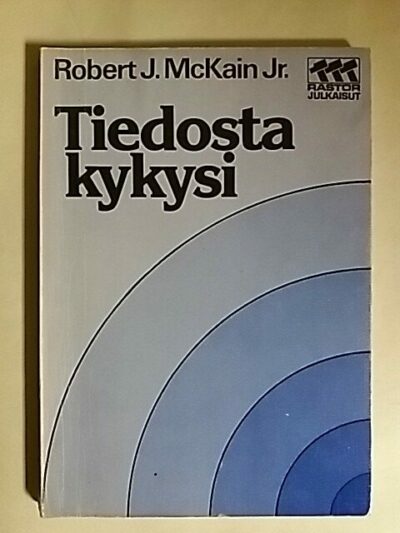 Robert J. McKain Jr.
RASTOR
JULKAISUT
Tiedosta
kykysi